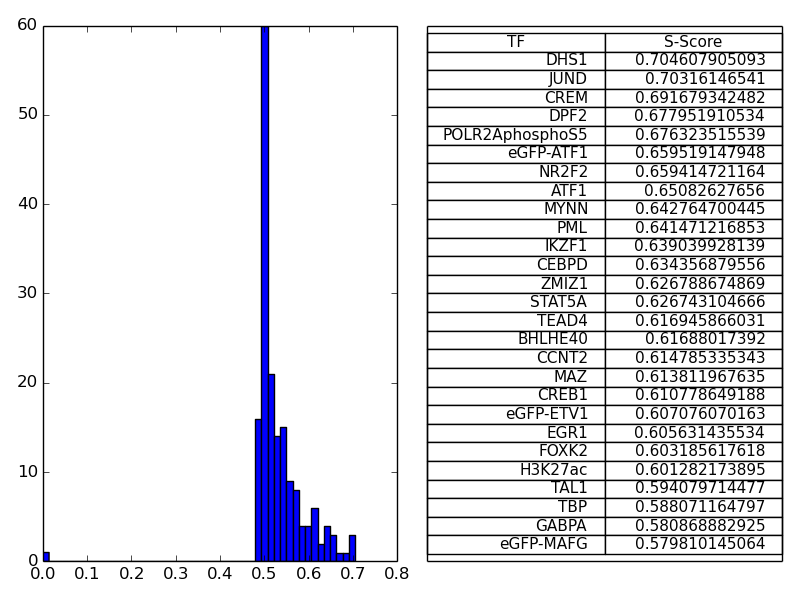 60
50
40
30
20
10
0
0.0 0.1 0.2 0.3 0.4 0.5 0.6 0.7 0.8
TF S-Score
DHS1 0.704607905093
JUND 0.70316146541
CREM 0.691679342482
DPF2 0.677951910534
POLR2AphosphoS5 0.676323515539
eGFP-ATF1 0.659519147948
NR2F2 0.659414721164
ATF1 0.65082627656
MYNN 0.642764700445
PML 0.641471216853
IKZF1 0.639039928139
CEBPD 0.634356879556
ZMIZ1 0.626788674869
STAT5A 0.626743104666
TEAD4 0.616945866031
BHLHE40 0.61688017392
CCNT2 0.614785335343
MAZ 0.613811967635
CREB1 0.610778649188
eGFP-ETV1 0.607076070163
EGR1 0.605631435534
FOXK2 0.603185617618
H3K27ac 0.601282173895
TAL1 0.594079714477
TBP 0.588071164797
GABPA 0.580868882925
eGFP-MAFG 0.579810145064